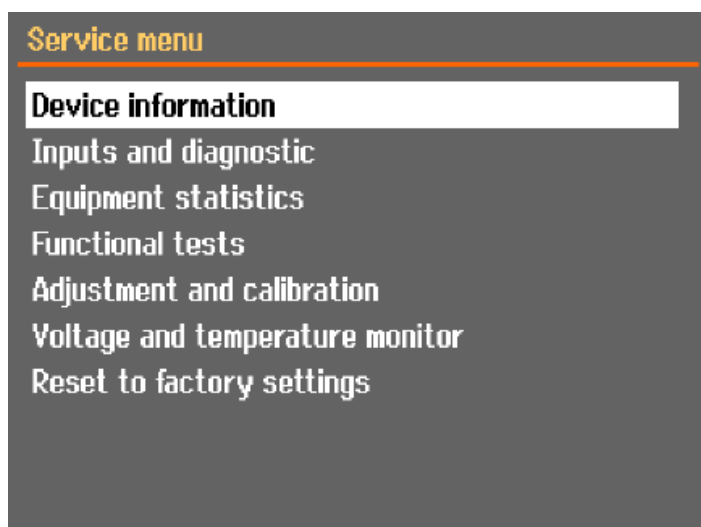 Service menu
Device information
Inputs and diagnostic
Equipment statistics
Functional tests
Adjustment and calibration
Voltage and temperature monitor
Reset to factory settings